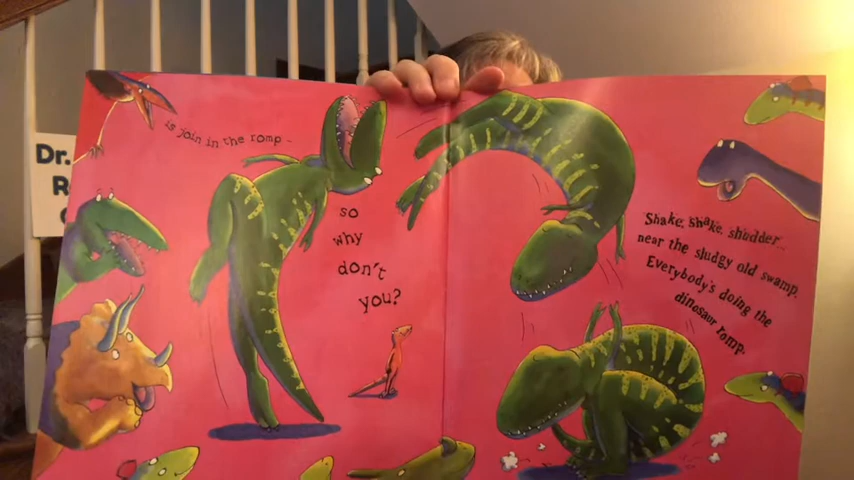 is join in the romp...
so
why
don't
you?
Shake, shake, shudder...
near the sludgy old swamp.
Everybody's doing the
dinosaur romp.
Dr.